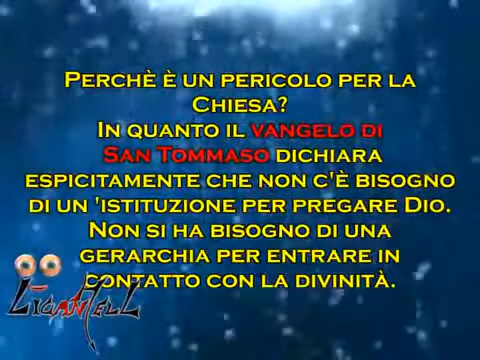 Perchè è un pericolo per la
Chiesa?
In quanto il vangelo di
San Tommaso dichiara
espicitamente che non c'è bisogno
di un 'istituzione per pregare Dio.
Non si ha bisogno di una
gerarchia per entrare in
contatto con la divinità.